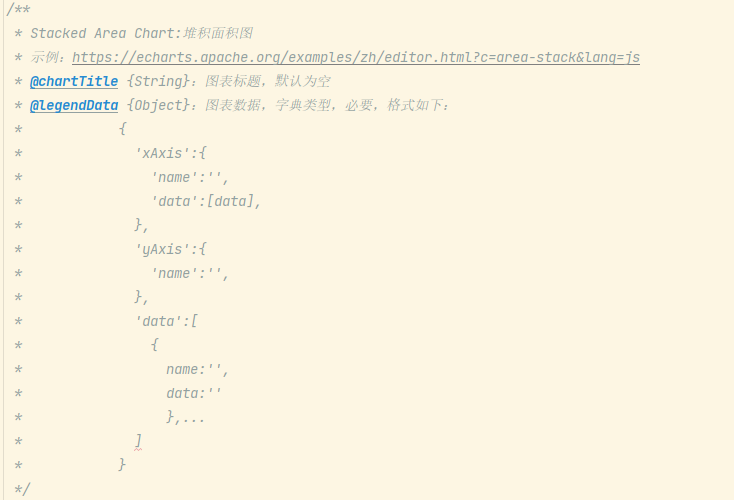 /**
 * Stacked Area Chart:堆积面积图
 * 示例：https://echarts.apache.org/examples/zh/editor.html?c=area-stack&lang=js
 * @chartTitle {String}：图表标题，默认为空
 * @legendData {Object}：图表数据，字典类型，必要，格式如下：
 *            {
 *              'xAxis':{
 *                'name':'',
 *                'data':[data],
 *              },
 *              'yAxis':{
 *                'name':'',
 *              },
 *              'data':[
 *                {
 *                  name:'',
 *                  data:''
 *                  },...
 *              ]
 *            }
 */